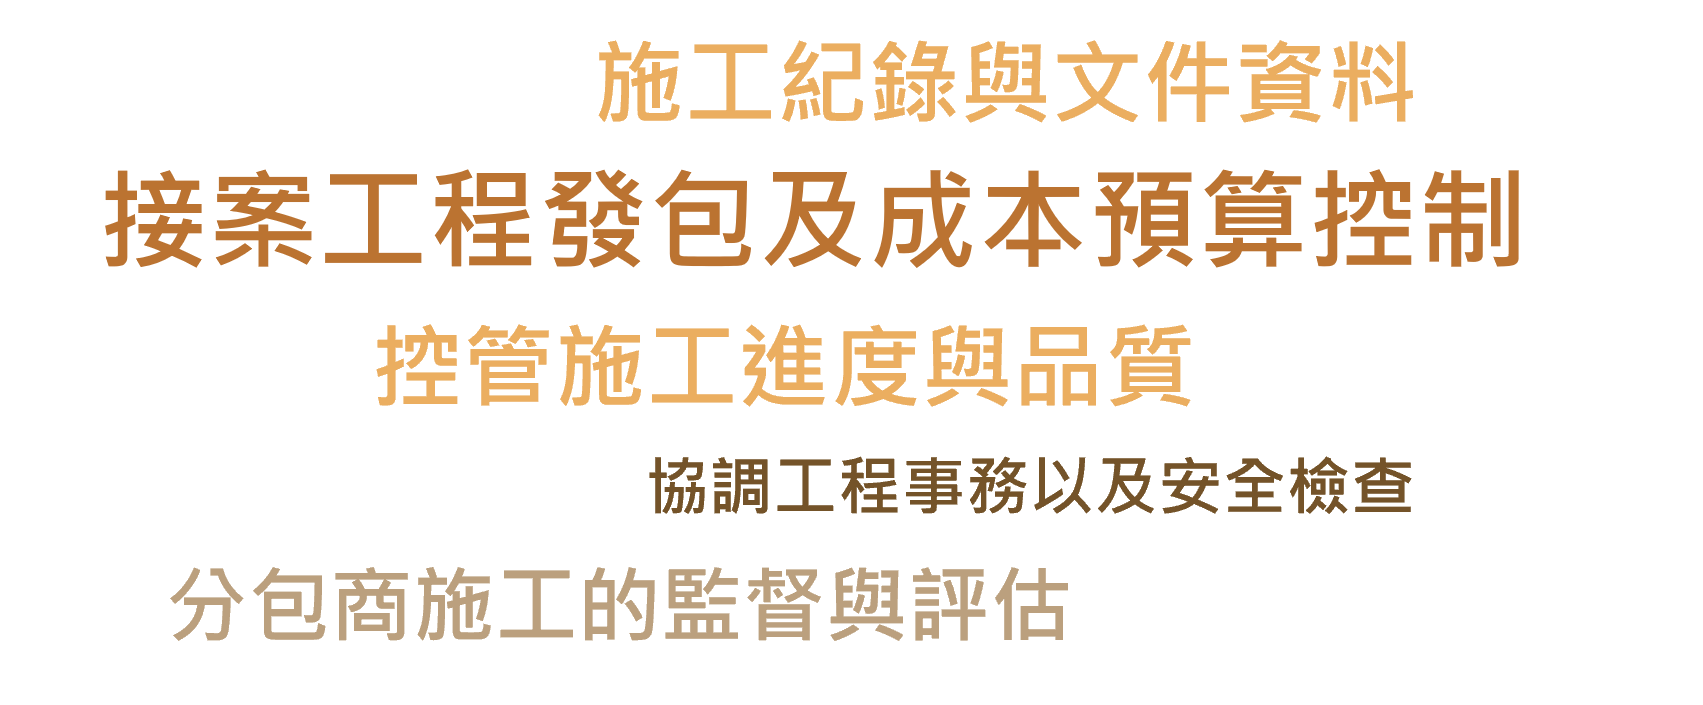 施工紀錄與文件資料
接案工程發包及成本預算控制
控管施工進度與品質
協調工程事務以及安全檢查
分包商施工的監督與評估